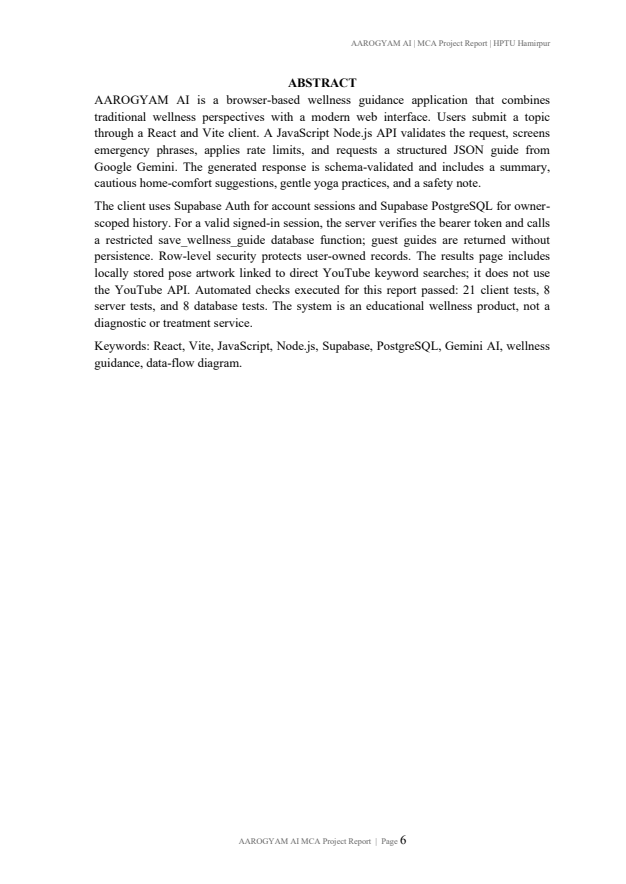 AAROGYAM AI | MCA Project Report | HPTU Hamirpur
ABSTRACT
AAROGYAM AI is a browser-based wellness guidance application that combines
traditional wellness perspectives with a modern web interface. Users submit a topic
through a React and Vite client. A JavaScript Node.js API validates the request, screens
emergency phrases, applies rate limits, and requests a structured JSON guide from
Google Gemini. The generated response is schema-validated and includes a summary,
cautious home-comfort suggestions, gentle yoga practices, and a safety note.
The client uses Supabase Auth for account sessions and Supabase PostgreSQL for owner-
scoped history. For a valid signed-in session, the server verifies the bearer token and calls
a restricted save_wellness_guide database function; guest guides are returned without
persistence. Row-level security protects user-owned records. The results page includes
locally stored pose artwork linked to direct YouTube keyword searches; it does not use
the YouTube API. Automated checks executed for this report passed: 21 client tests, 8
server tests, and 8 database tests. The system is an educational wellness product, not a
diagnostic or treatment service.
Keywords: React, Vite, JavaScript, Node.js, Supabase, PostgreSQL, Gemini AI, wellness
guidance, data-flow diagram.
AAROGYAM AI MCA Project Report | Page 6